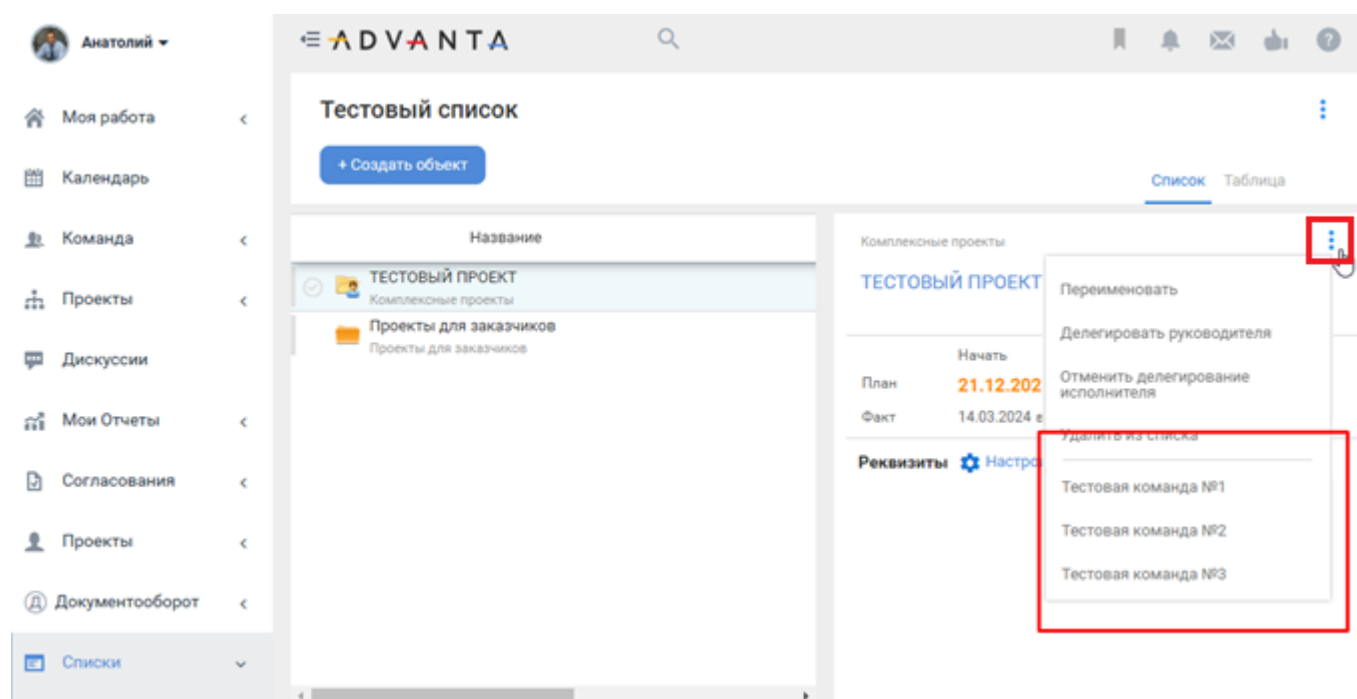 Анатолий
ADVANTA
Моя работа
Календарь
Команда
Проекты
Дискуссии
Мои Отчеты
Согласования
Проекты
Документооборот
Списки
Тестовый список
+ Создать объект
Список Таблица
Название
ТЕСТОВЫЙ ПРОЕКТ
Комплексные проекты
Проекты для заказчиков
Проекты для заказчиков
Комплексные проекты
ТЕСТОВЫЙ ПРОЕКТ
Начать
План 21.12.202
Факт 14.03.2024 в
Реквизиты Настро
Переименовать
Делегировать руководителя
Отменить делегирование
исполнителя
Удалить из списка
Тестовая команда №1
Тестовая команда №2
Тестовая команда №3